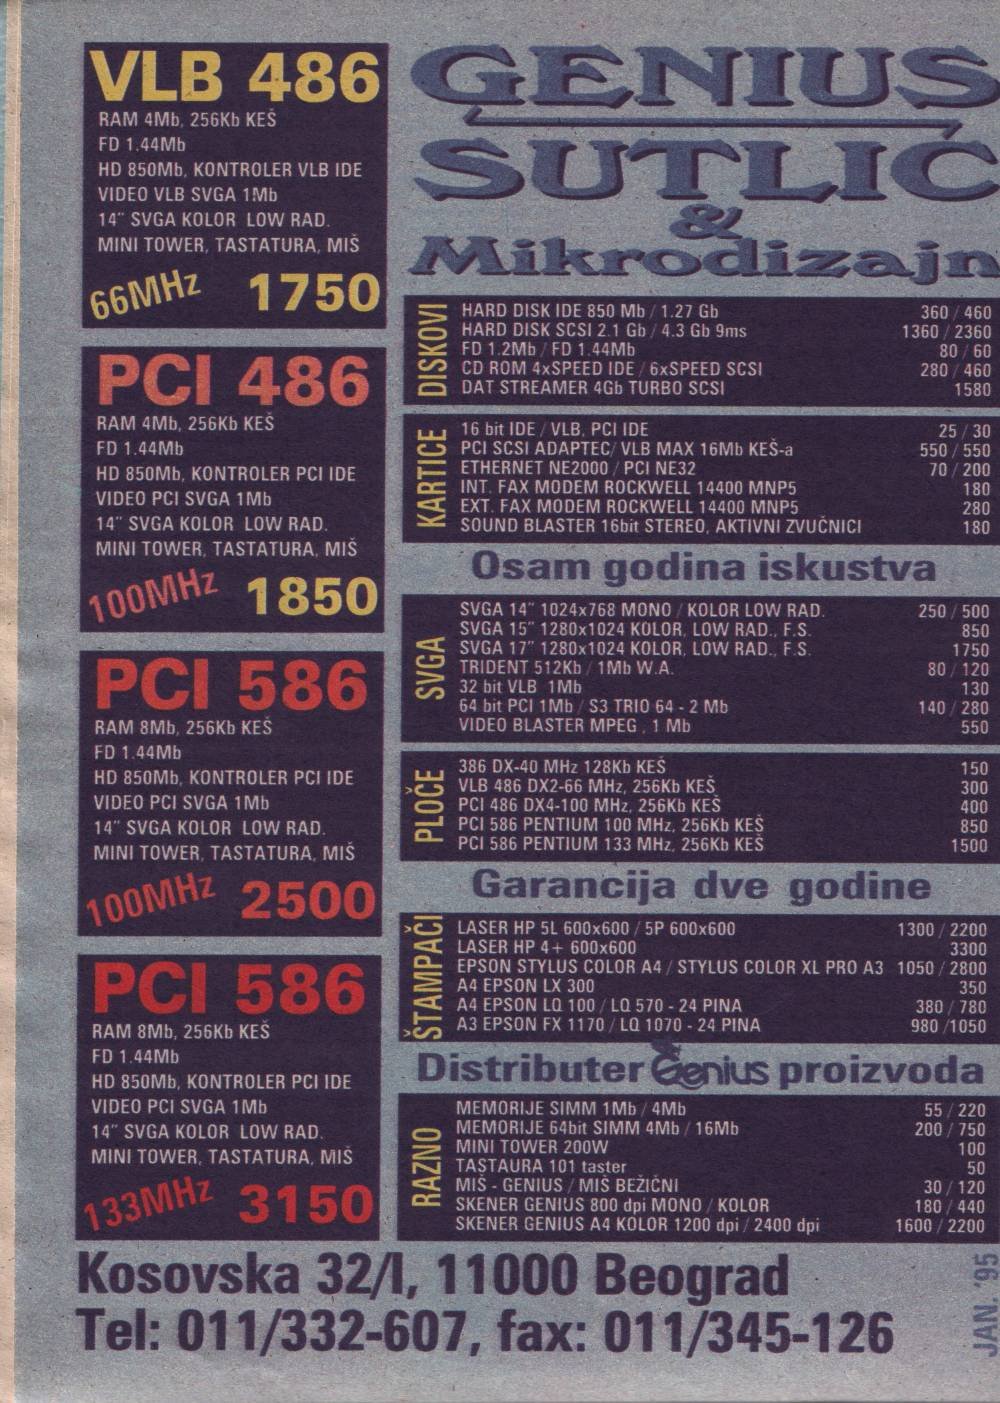 VLB 486
RAM 4Mb, 256Kb KEŠ
FD 1.44Mb
HD 850Mb, KONTROLER VLB IDE
VIDEO VLB SVGA 1Mb
14" SVGA KOLOR LOW RAD.
MINI TOWER, TASTATURA, MIŠ
66MHz 1750
PCI 486
RAM 4Mb, 256Kb KEŠ
FD 1.44Mb
HD 850Mb, KONTROLER PCI IDE
VIDEO PCI SVGA 1Mb
14" SVGA KOLOR LOW RAD.
MINI TOWER, TASTATURA, MIŠ
100MHz 1850
PCI 586
RAM 8Mb, 256Kb KEŠ
FD 1.44Mb
HD 850Mb, KONTROLER PCI IDE
VIDEO PCI SVGA 1Mb
14" SVGA KOLOR LOW RAD.
MINI TOWER, TASTATURA, MIŠ
100MHz 2500
PCI 586
RAM 8Mb, 256Kb KEŠ
FD 1.44Mb
HD 850Mb, KONTROLER PCI IDE
VIDEO PCI SVGA 1Mb
14" SVGA KOLOR LOW RAD.
MINI TOWER, TASTATURA, MIŠ
133MHz 3150
GENIUS
ŠUTLIĆ
&
Mikrodizajn
DISKOVI
HARD DISK IDE 850 Mb / 1.27 Gb 360 / 460
HARD DISK SCSI 2.1 Gb / 4.3 Gb 9ms 1360 / 2360
FD 1.2Mb / FD 1.44Mb 80 / 60
CD ROM 4xSPEED IDE / 6xSPEED SCSI 280 / 460
DAT STREAMER 4Gb TURBO SCSI 1580
KARTICE
16 bit IDE / VLB, PCI IDE 25 / 30
PCI SCSI ADAPTEC/ VLB MAX 16Mb KEŠ-a 550 / 550
ETHERNET NE2000 / PCI NE32 70 / 200
INT. FAX MODEM ROCKWELL 14400 MNP5 180
EXT. FAX MODEM ROCKWELL 14400 MNP5 280
SOUND BLASTER 16bit STEREO, AKTIVNI ZVUČNICI 180
Osam godina iskustva
SVGA
SVGA 14" 1024x768 MONO / KOLOR LOW RAD. 250 / 500
SVGA 15" 1280x1024 KOLOR, LOW RAD., F.S. 850
SVGA 17" 1280x1024 KOLOR, LOW RAD., F.S. 1750
TRIDENT 512Kb / 1Mb W.A. 80 / 120
32 bit VLB 1Mb 130
64 bit PCI 1Mb / S3 TRIO 64 - 2 Mb 140 / 280
VIDEO BLASTER MPEG , 1 Mb 550
PLOČE
386 DX-40 MHz 128Kb KEŠ 150
VLB 486 DX2-66 MHz, 256Kb KEŠ 300
PCI 486 DX4-100 MHz, 256Kb KEŠ 400
PCI 586 PENTIUM 100 MHz, 256Kb KEŠ 850
PCI 586 PENTIUM 133 MHz, 256Kb KEŠ 1500
Garancija dve godine
ŠTAMPAČI
LASER HP 5L 600x600 / 5P 600x600 1300 / 2200
LASER HP 4+ 600x600 3300
EPSON STYLUS COLOR A4 / STYLUS COLOR XL PRO A3 1050 / 2800
A4 EPSON LX 300 350
A4 EPSON LQ 100 / LQ 570 - 24 PINA 380 / 780
A3 EPSON FX 1170 / LQ 1070 - 24 PINA 980 /1050
Distributer Genius proizvoda
RAZNO
MEMORIJE SIMM 1Mb / 4Mb 55 / 220
MEMORIJE 64bit SIMM 4Mb / 16Mb 200 / 750
MINI TOWER 200W 100
TASTAURA 101 taster 50
MIŠ - GENIUS / MIŠ BEŽIČNI 30 / 120
SKENER GENIUS 800 dpi MONO / KOLOR 180 / 440
SKENER GENIUS A4 KOLOR 1200 dpi / 2400 dpi 1600 / 2200
Kosovska 32/I, 11000 Beograd
Tel: 011/332-607, fax: 011/345-126
JAN. '95